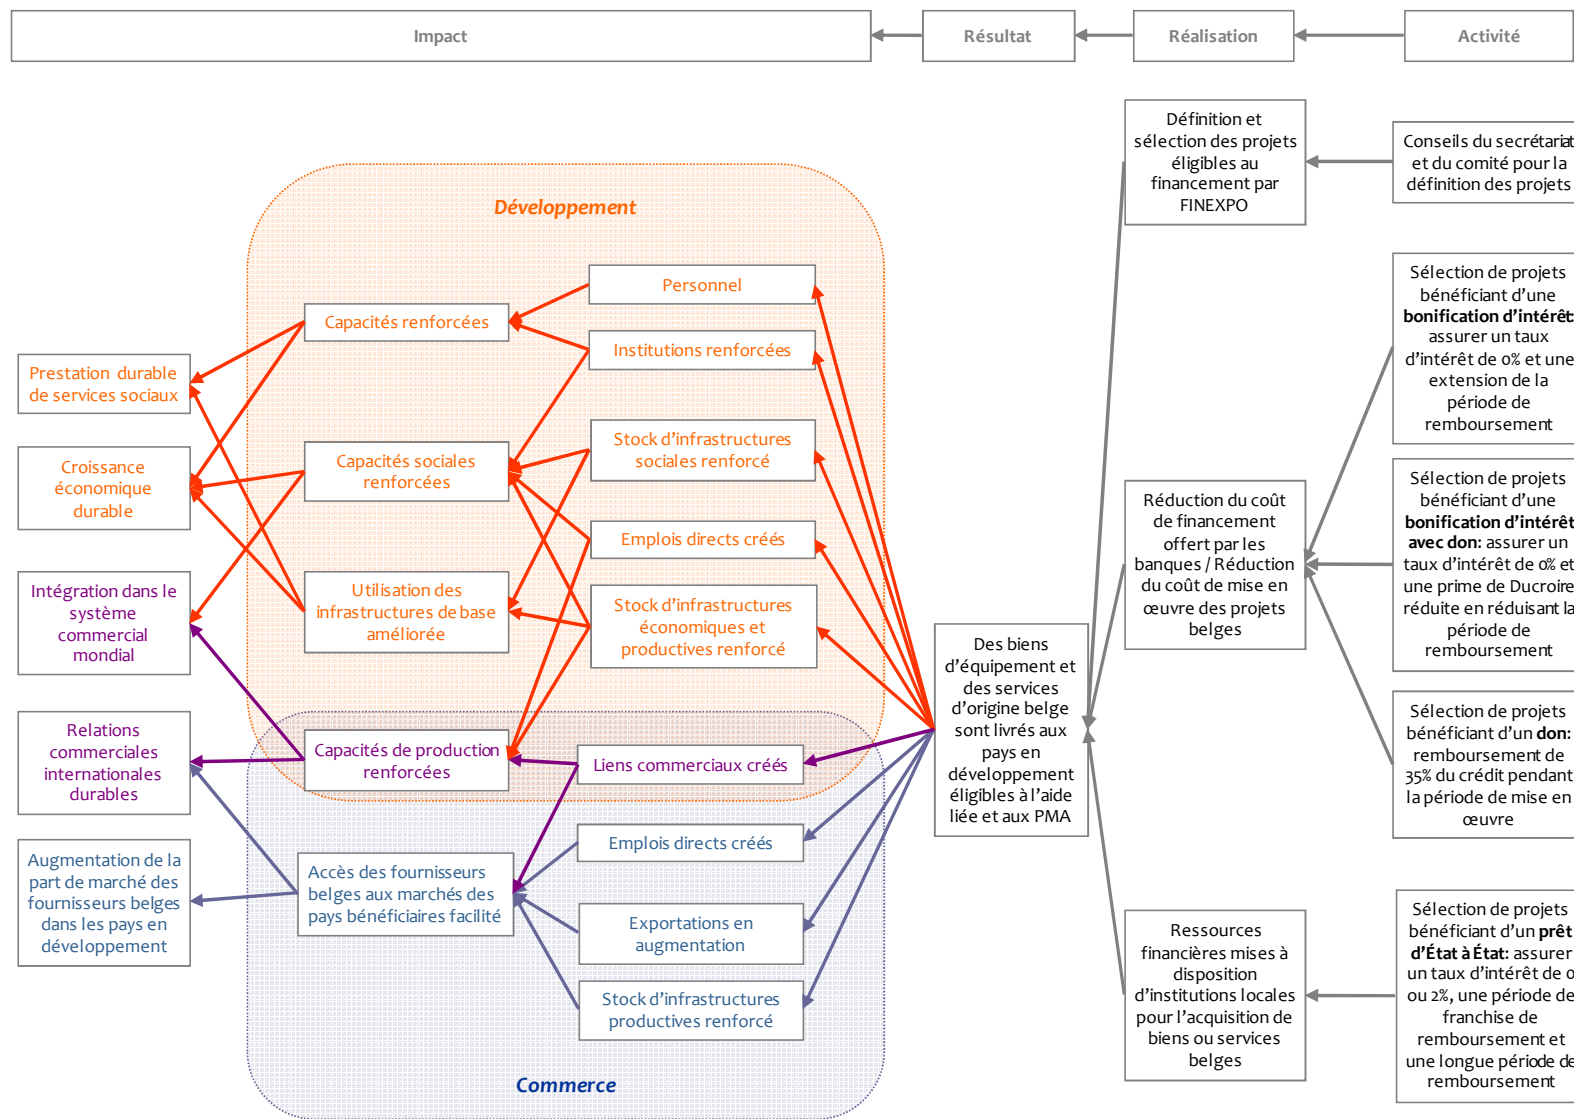 Impact
Résultat
Réalisation
Activité
Développement
Prestation durable
de services sociaux
Croissance
économique
durable
Intégration dans le
système
commercial
mondial
Relations
commerciales
internationales
durables
Augmentation de la
part de marché des
fournisseurs belges
dans les pays en
développement
Capacités renforcées
Capacités sociales
renforcées
Utilisation des
infrastructures de base
améliorée
Capacités de production
renforcées
Accès des fournisseurs
belges aux marchés des
pays bénéficiaires facilité
Personnel
Institutions renforcées
Stock d'infrastructures
sociales renforcé
Emplois directs créés
Stock d'infrastructures
économiques et
productives renforcé
Liens commerciaux créés
Emplois directs créés
Exportations en
augmentation
Stock d'infrastructures
productives renforcé
Commerce
Des biens
d'équipement et
des services
d'origine belge
sont livrés aux
pays en
développement
éligibles à l'aide
liée et aux PMA
Définition et
sélection des projets
éligibles au
financement par
FINEXPO
Réduction du coût
de financement
offert par les
banques / Réduction
du coût de mise en
œuvre des projets
belges
Ressources
financières mises à
disposition
d'institutions locales
pour l'acquisition de
biens ou services
belges
Conseils du secrétariat
et du comité pour la
définition des projets
Sélection de projets
bénéficiant d'une
bonification d'intérêt:
assurer un taux
d'intérêt de 0% et une
extension de la
période de
remboursement
Sélection de projets
bénéficiant d'une
bonification d'intérêt
avec don: assurer un
taux d'intérêt de 0% et
une prime de Ducroire
réduite en réduisant la
période de
remboursement
Sélection de projets
bénéficiant d'un don:
remboursement de
35% du crédit pendant
la période de mise en
œuvre
Sélection de projets
bénéficiant d'un prêt
d'État à État: assurer
un taux d'intérêt de 0
ou 2%, une période de
franchise de
remboursement et
une longue période de
remboursement